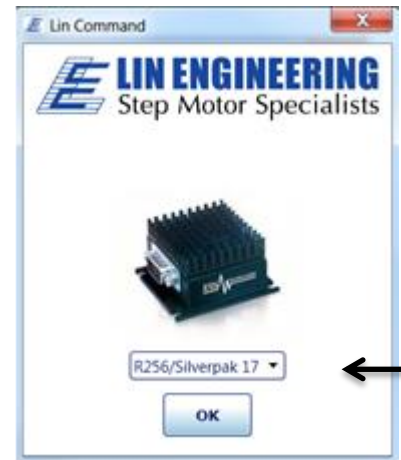 Lin Command
LIN ENGINEERING
Step Motor Specialists
R256/Silverpak 17
OK